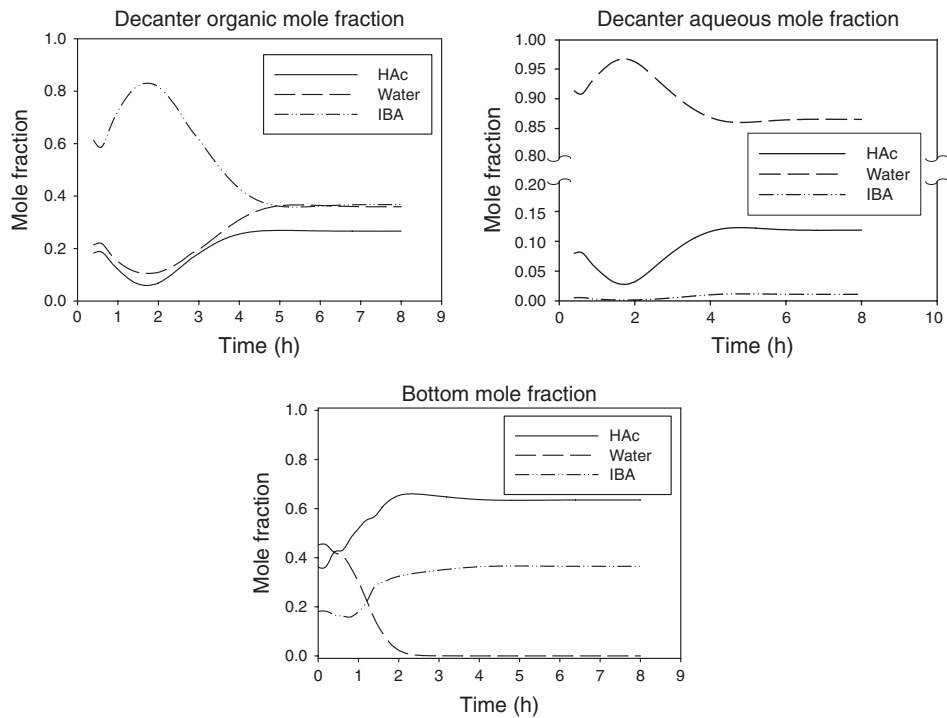 Decanter organic mole fraction
1.0
0.8
0.6
0.4
0.2
0.0
Mole fraction
HAc
Water
IBA
0 1 2 3 4 5 6 7 8 9
Time (h)
Decanter aqueous mole fraction
1.00
0.95
0.90
0.85
0.80
0.20
0.15
0.10
0.05
0.00
Mole fraction
HAc
Water
IBA
0 2 4 6 8 10
Time (h)
Bottom mole fraction
1.0
0.8
0.6
0.4
0.2
0.0
Mole fraction
HAc
Water
IBA
0 1 2 3 4 5 6 7 8 9
Time (h)